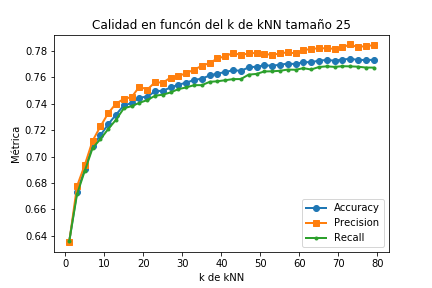 Calidad en funcón del k de kNN tamaño 25
Métrica
0.78
0.76
0.74
0.72
0.70
0.68
0.66
0.64
Accuracy
Precision
Recall
0 10 20 30 40 50 60 70 80
k de kNN